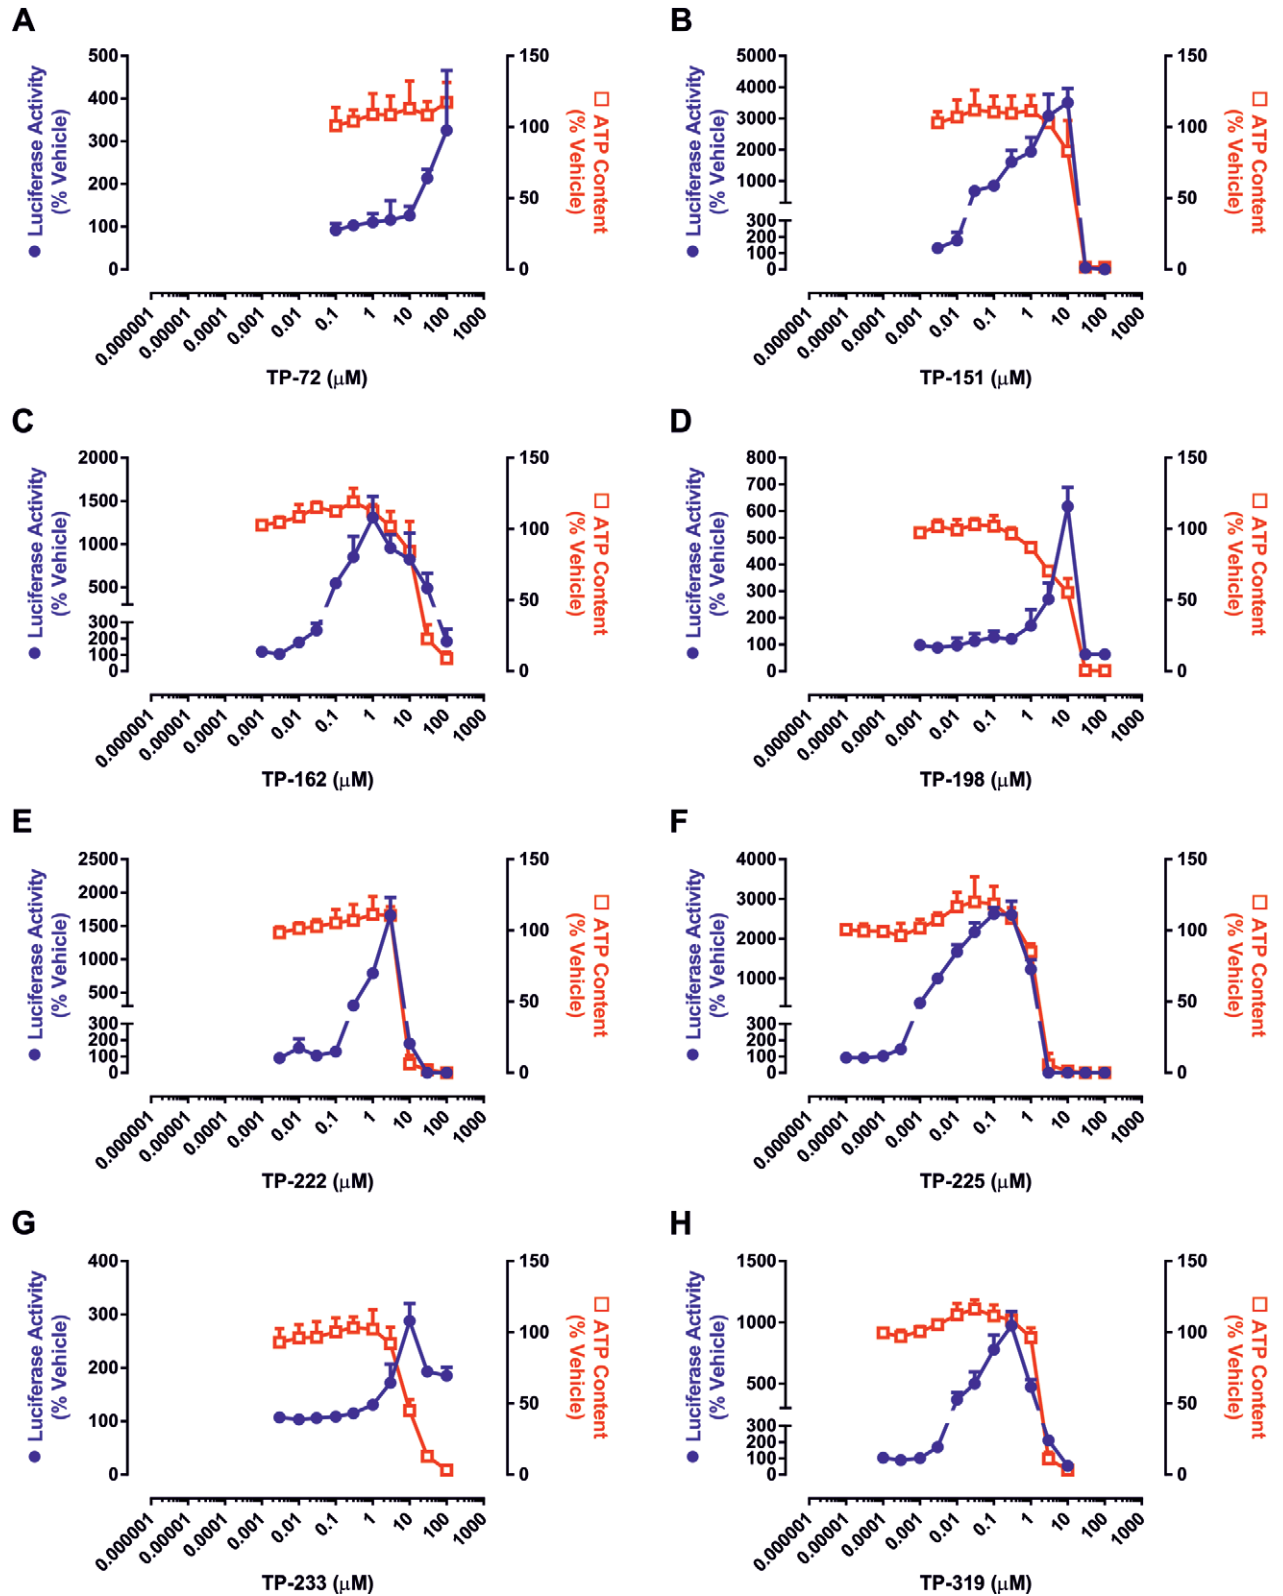 A
● Luciferase Activity
(% Vehicle)
500
400
300
200
100
0
150
100
50
0
□ ATP Content
(% Vehicle)
0.000001 0.00001 0.0001 0.001 0.01 0.1 1 10 100 1000
TP-72 (μM)
B
● Luciferase Activity
(% Vehicle)
5000
4000
3000
2000
1000
300
200
100
0
150
100
50
0
□ ATP Content
(% Vehicle)
0.000001 0.00001 0.0001 0.001 0.01 0.1 1 10 100 1000
TP-151 (μM)
C
● Luciferase Activity
(% Vehicle)
2000
1500
1000
500
300
200
100
0
150
100
50
0
□ ATP Content
(% Vehicle)
0.000001 0.00001 0.0001 0.001 0.01 0.1 1 10 100 1000
TP-162 (μM)
D
● Luciferase Activity
(% Vehicle)
800
700
600
500
400
300
200
100
0
150
100
50
0
□ ATP Content
(% Vehicle)
0.000001 0.00001 0.0001 0.001 0.01 0.1 1 10 100 1000
TP-198 (μM)
E
● Luciferase Activity
(% Vehicle)
2500
2000
1500
1000
500
300
200
100
0
150
100
50
0
□ ATP Content
(% Vehicle)
0.000001 0.00001 0.0001 0.001 0.01 0.1 1 10 100 1000
TP-222 (μM)
F
● Luciferase Activity
(% Vehicle)
4000
3000
2000
1000
300
200
100
0
150
100
50
0
□ ATP Content
(% Vehicle)
0.000001 0.00001 0.0001 0.001 0.01 0.1 1 10 100 1000
TP-225 (μM)
G
● Luciferase Activity
(% Vehicle)
400
300
200
100
0
150
100
50
0
□ ATP Content
(% Vehicle)
0.000001 0.00001 0.0001 0.001 0.01 0.1 1 10 100 1000
TP-233 (μM)
H
● Luciferase Activity
(% Vehicle)
1500
1000
500
300
200
100
0
150
100
50
0
□ ATP Content
(% Vehicle)
0.000001 0.00001 0.0001 0.001 0.01 0.1 1 10 100 1000
TP-319 (μM)